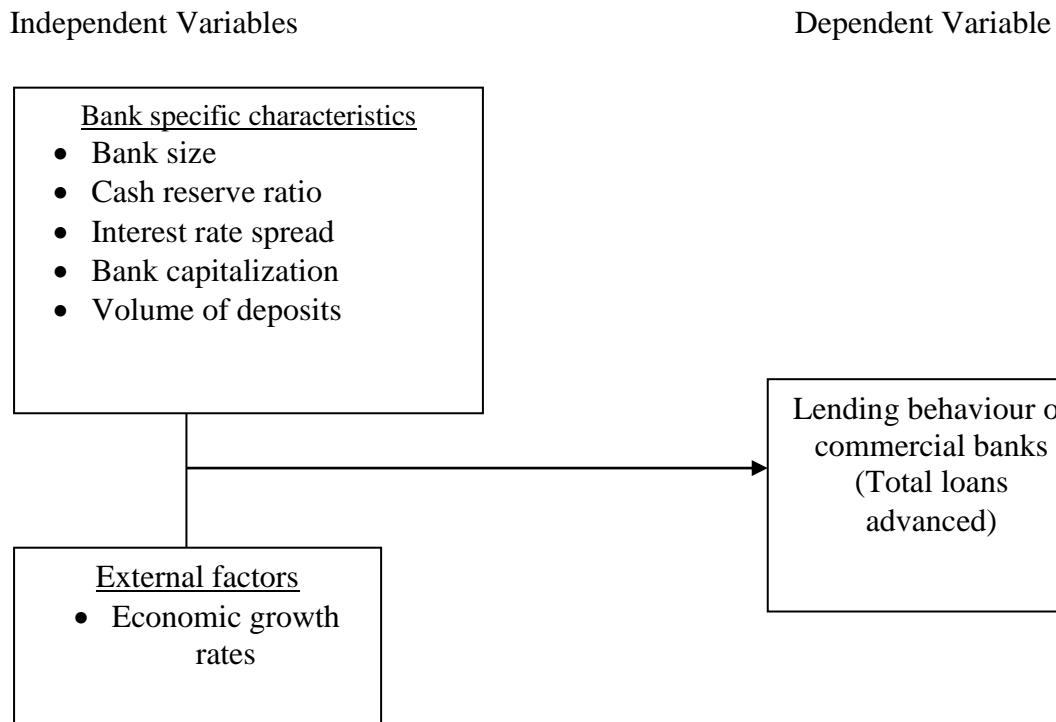 Independent Variables
Dependent Variable
Bank specific characteristics
• Bank size
• Cash reserve ratio
• Interest rate spread
• Bank capitalization
• Volume of deposits
Lending behaviour
commercial banks
(Total loans
advanced)
External factors
• Economic growth
rates